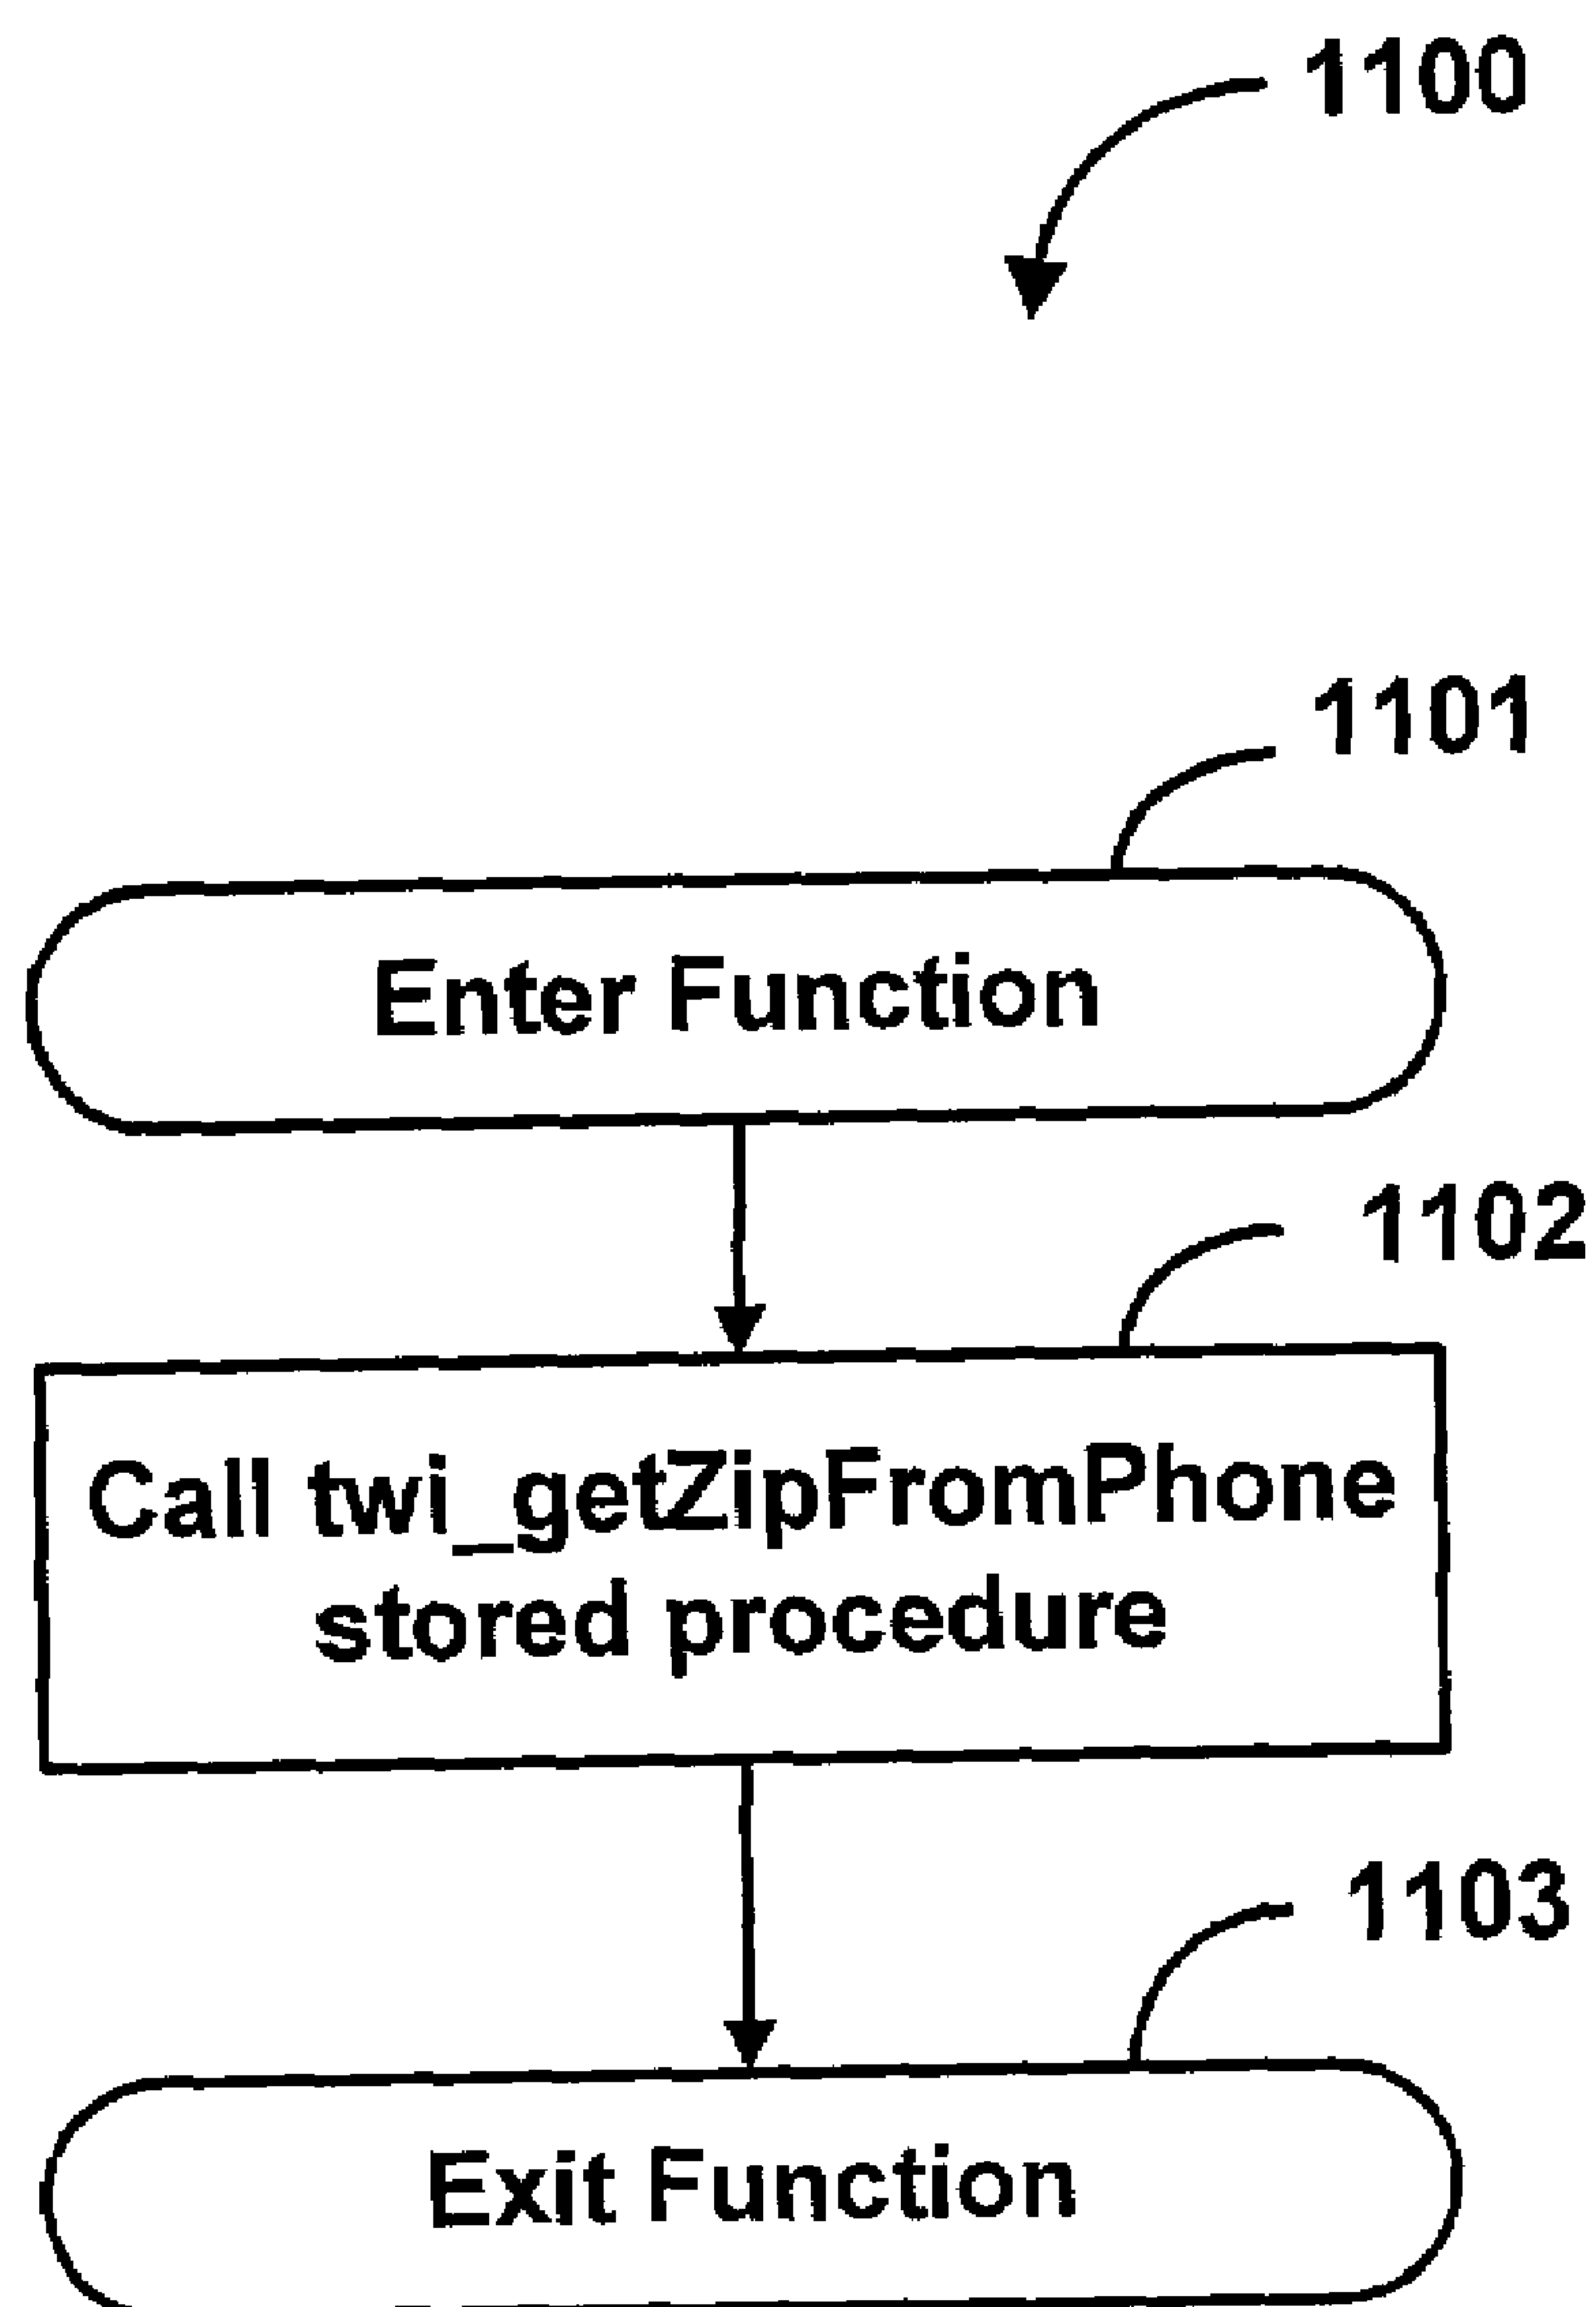 1100
1101
Enter Function
1102
Call twi_getZipFromPhone
stored procedure
1103
Exit Function